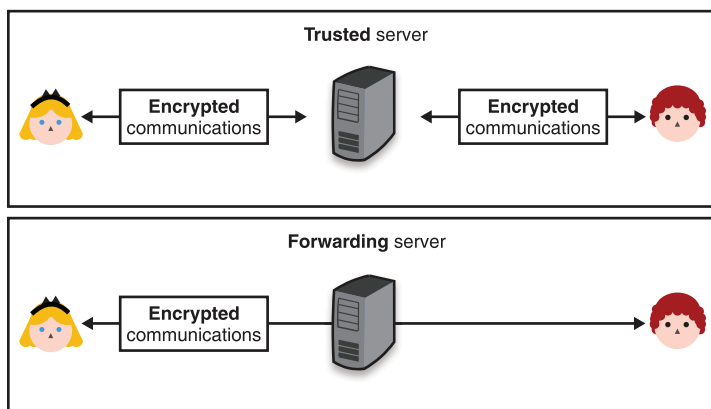 Trusted server
Encrypted
communications
Encrypted
communications
Forwarding server
Encrypted
communications